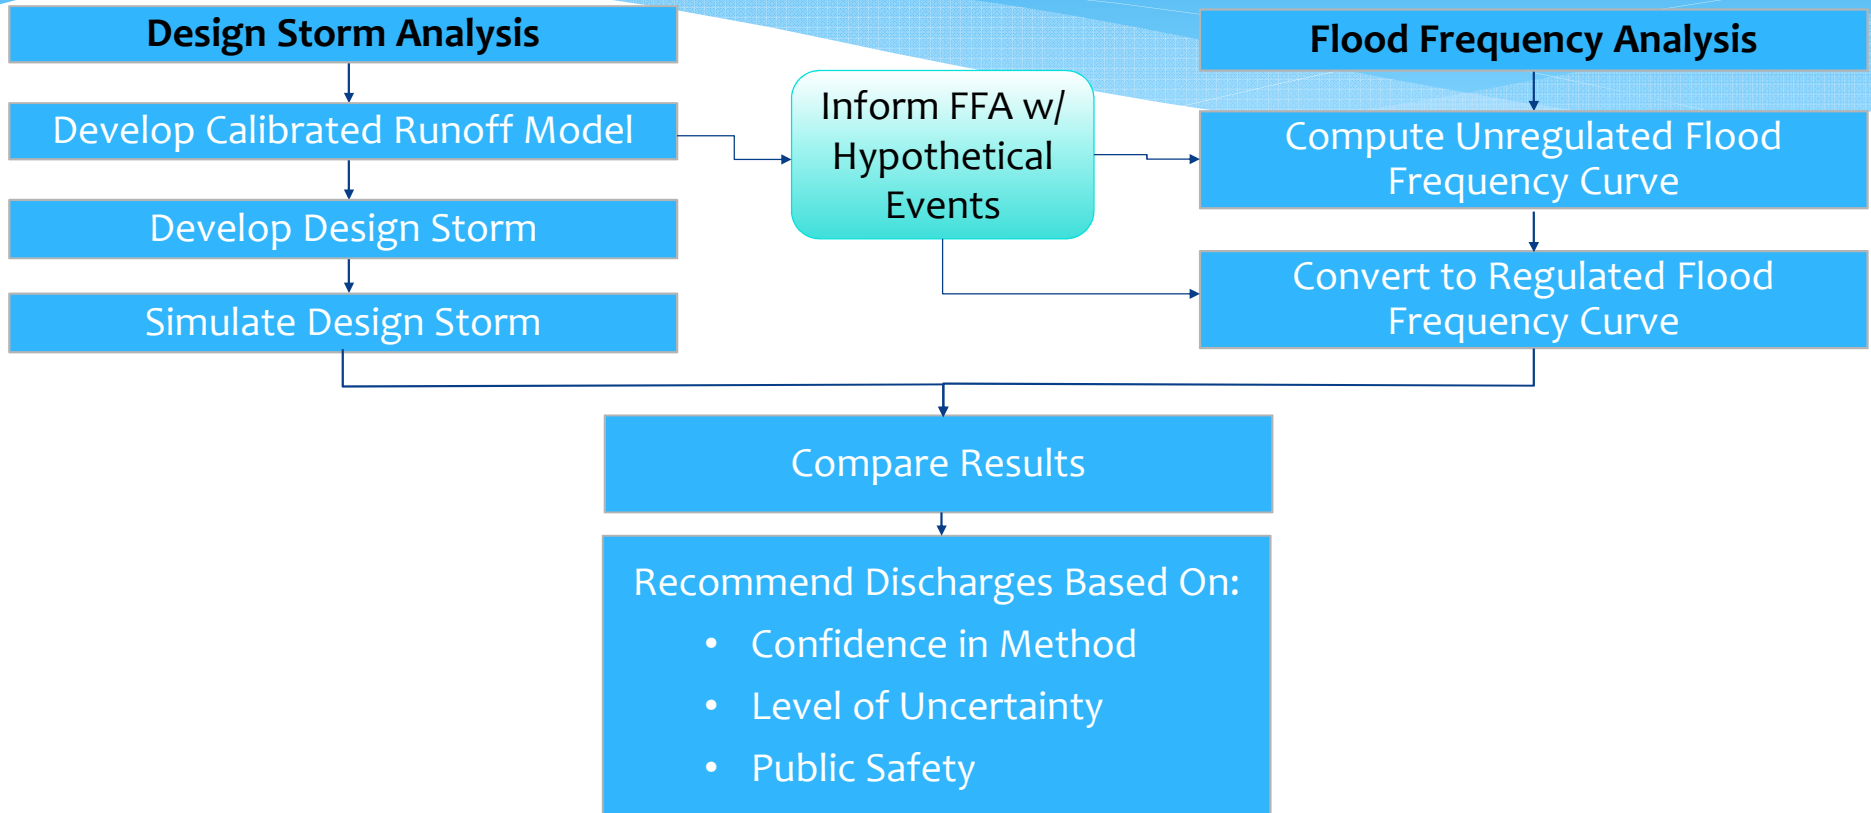 Design Storm Analysis
Develop Calibrated Runoff Model
Develop Design Storm
Simulate Design Storm
Inform FFA w/
Hypothetical
Events
Flood Frequency Analysis
Compute Unregulated Flood
Frequency Curve
Convert to Regulated Flood
Frequency Curve
Compare Results
Recommend Discharges Based On:
• Confidence in Method
• Level of Uncertainty
• Public Safety